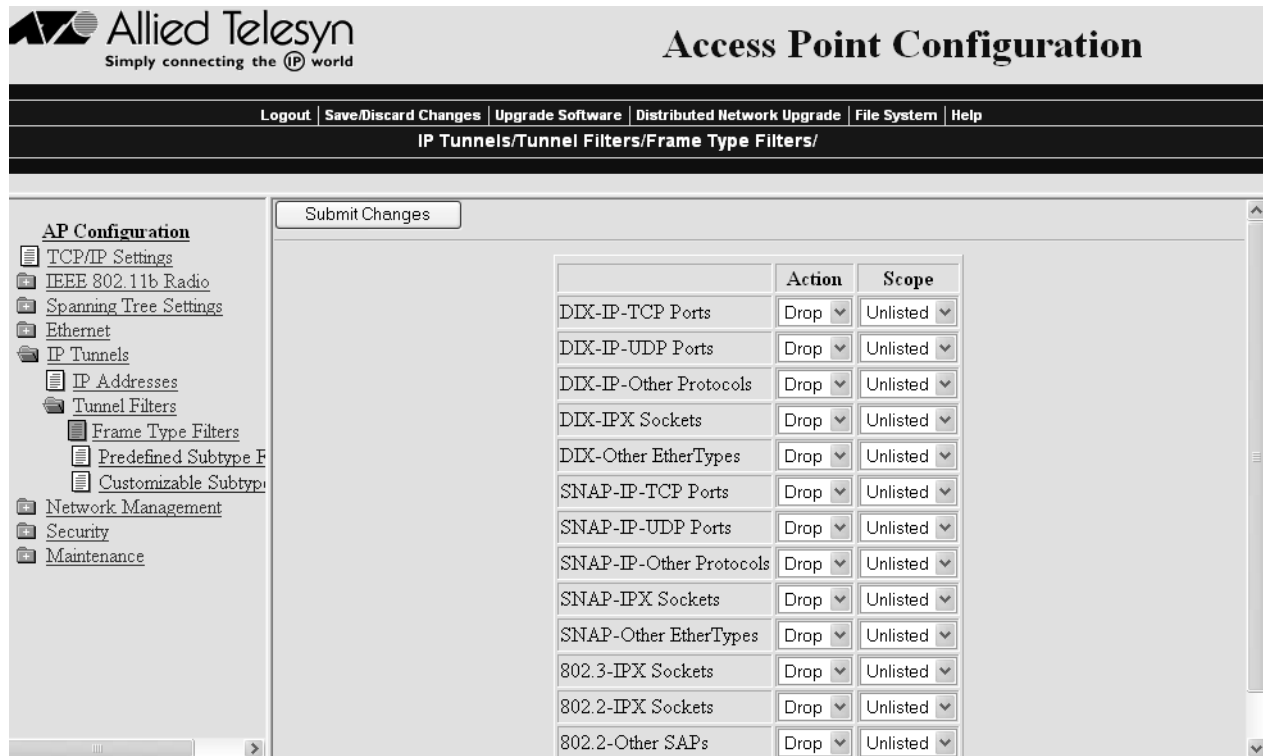 Allied Telesyn
Simply connecting the IP world
Access Point Configuration
Logout | Save/Discard Changes | Upgrade Software | Distributed Network Upgrade | File System | Help
IP Tunnels/Tunnel Filters/Frame Type Filters/
AP Configuration
TCP/IP Settings
IEEE 802.11b Radio
Spanning Tree Settings
Ethernet
IP Tunnels
IP Addresses
Tunnel Filters
Frame Type Filters
Predefined Subtype F
Customizable Subtyp
Network Management
Security
Maintenance
Submit Changes
Action Scope
DIX-IP-TCP Ports Drop Unlisted
DIX-IP-UDP Ports Drop Unlisted
DIX-IP-Other Protocols Drop Unlisted
DIX-IPX Sockets Drop Unlisted
DIX-Other EtherTypes Drop Unlisted
SNAP-IP-TCP Ports Drop Unlisted
SNAP-IP-UDP Ports Drop Unlisted
SNAP-IP-Other Protocols Drop Unlisted
SNAP-IPX Sockets Drop Unlisted
SNAP-Other EtherTypes Drop Unlisted
802.3-IPX Sockets Drop Unlisted
802.2-IPX Sockets Drop Unlisted
802.2-Other SAPs Drop Unlisted